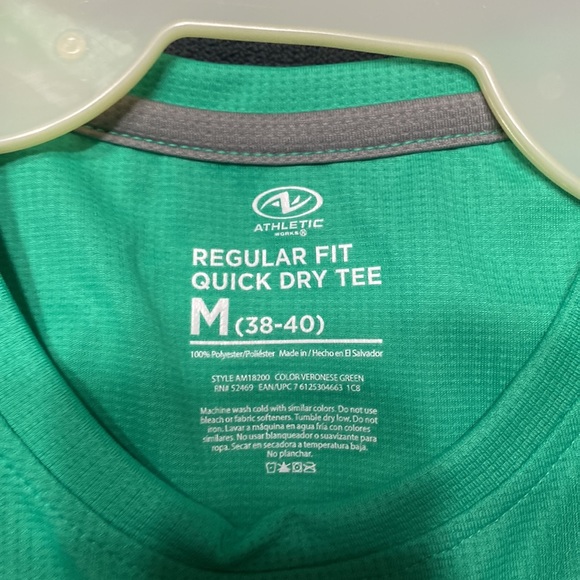 ATHLETIC
WORKS®
REGULAR FIT
QUICK DRY TEE
M (38-40)
100% Polyester/Poliéster Made in / Hecho en El Salvador
STYLE AM18200 COLOR VERONESE GREEN
RN# 52469 EAN/UPC 7 6125304663 1C8
Machine wash cold with similar colors. Do not use
bleach or fabric softeners. Tumble dry low. Do not
iron. Lavar a máquina en agua fría con colores
similares. No usar blanqueador o suavizante para
ropa. Secar en secadora a temperatura baja.
No planchar.